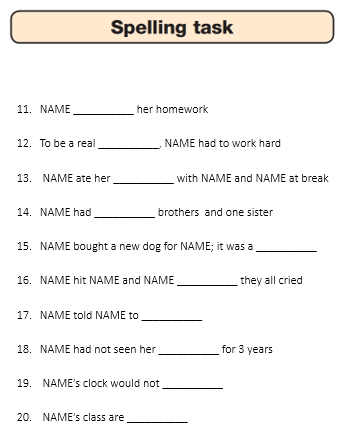 Spelling task
11. NAME __________ her homework
12. To be a real __________, NAME had to work hard
13. NAME ate her __________ with NAME and NAME at break
14. NAME had __________ brothers and one sister
15. NAME bought a new dog for NAME; it was a __________
16. NAME hit NAME and NAME __________ they all cried
17. NAME told NAME to __________
18. NAME had not seen her __________ for 3 years
19. NAME's clock would not __________
20. NAME's class are __________